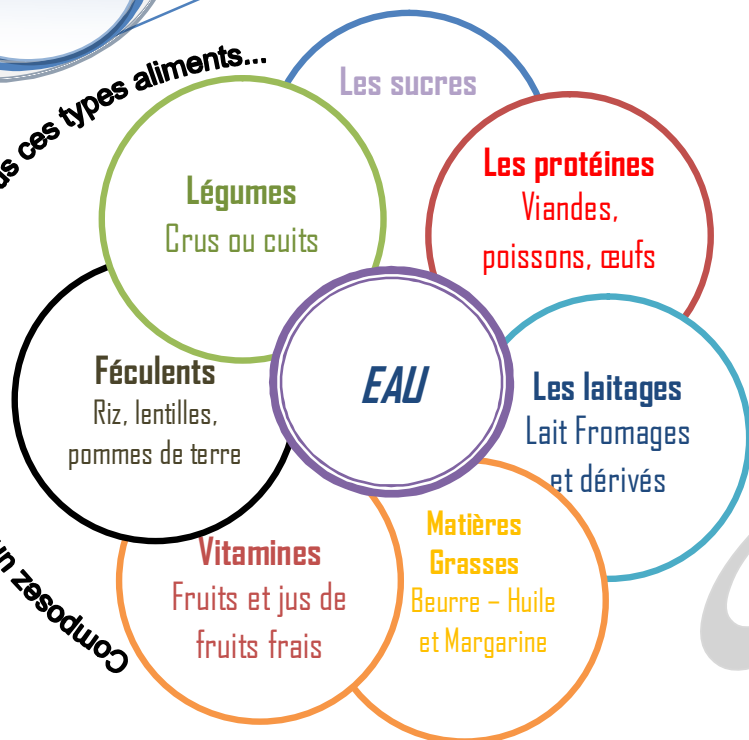 ces types aliments...
Les sucres
Les protéines
Viandes,
poissons, œufs
Légumes
Crus ou cuits
EAU
Féculents
Riz, lentilles,
pommes de terre
Les laitages
Lait Fromages
et dérivés
Vitamines
Fruits et jus de
fruits frais
Matières
Grasses
Beurre – Huile
et Margarine
Composez un